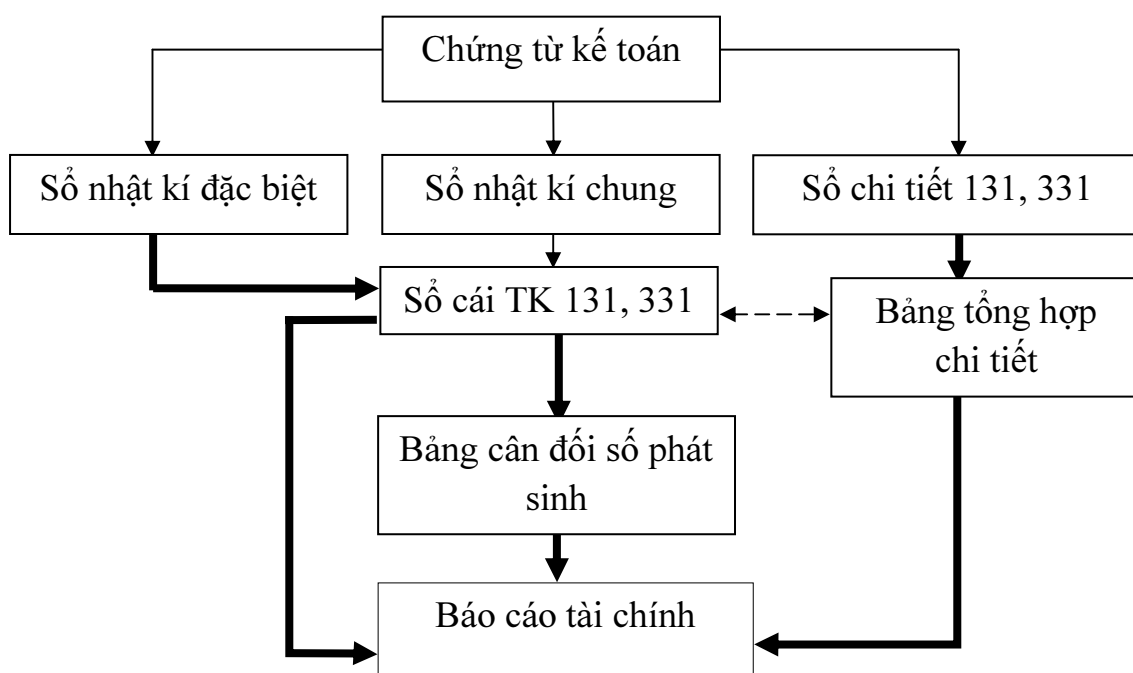 Chứng từ kế toán
Sổ nhật kí đặc biệt
Sổ nhật kí chung
Sổ chi tiết 131, 331
Sổ cái TK 131, 331
Bảng tổng hợp
chi tiết
Bảng cân đối số phát
sinh
Báo cáo tài chính